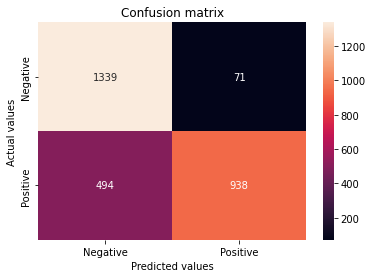 Confusion matrix
Actual values
Negative
Positive
1339
71
494
938
Negative
Positive
Predicted values
1200
1000
800
600
400
200